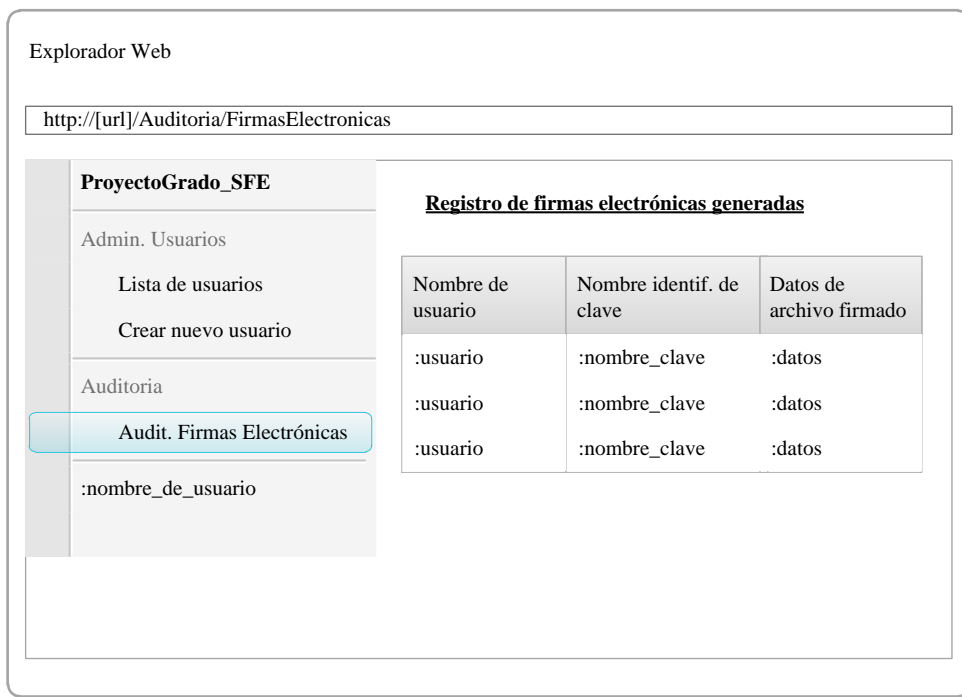 Explorador Web
http://[url]/Auditoria/FirmasElectronicas
ProyectoGrado_SFE
Admin. Usuarios
Lista de usuarios
Crear nuevo usuario
Auditoria
Audit. Firmas Electrónicas
:nombre_de_usuario
Registro de firmas electrónicas generadas
Nombre de usuario
Nombre identif. de clave
Datos de archivo firmado
:usuario :nombre_clave :datos
:usuario :nombre_clave :datos
:usuario :nombre_clave :datos